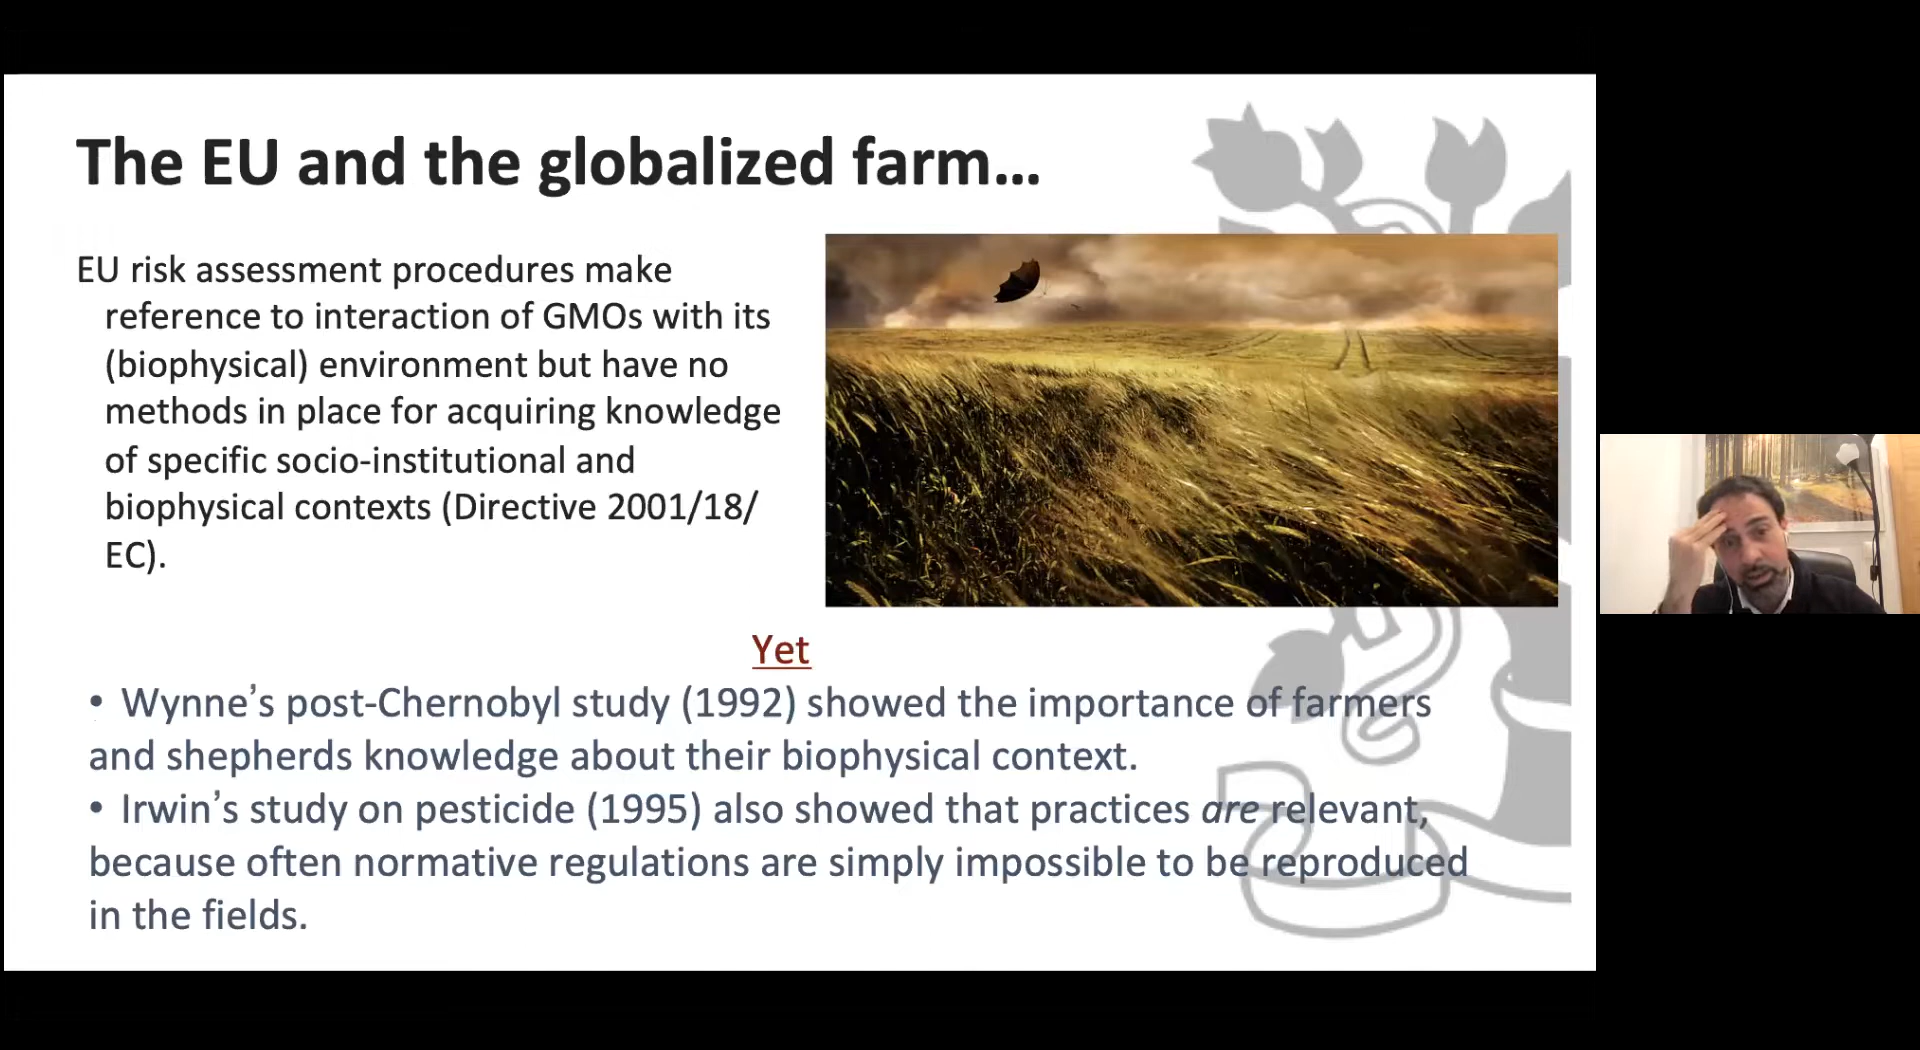 The EU and the globalized farm...
EU risk assessment procedures make
reference to interaction of GMOs with its
(biophysical) environment but have no
methods in place for acquiring knowledge
of specific socio-institutional and
biophysical contexts (Directive 2001/18/
EC).
Yet
• Wynne’s post-Chernobyl study (1992) showed the importance of farmers
and shepherds knowledge about their biophysical context.
• Irwin’s study on pesticide (1995) also showed that practices are relevant,
because often normative regulations are simply impossible to be reproduced
in the fields.